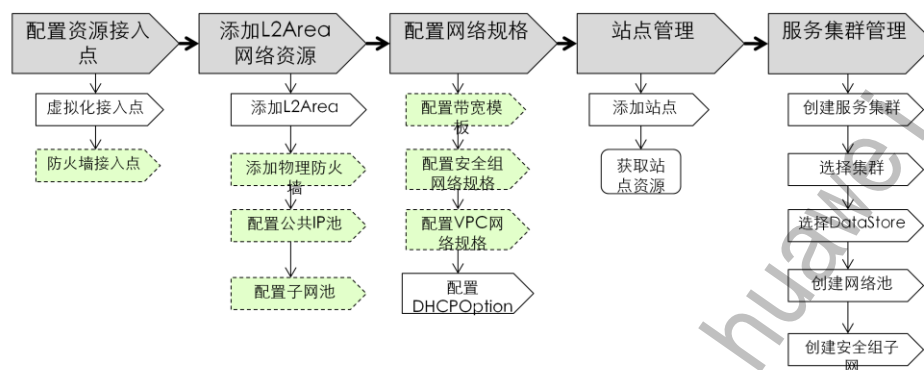 配置资源接入
点
添加L2Area
网络资源
配置网络规格
站点管理
服务集群管理
虚拟化接入点
防火墙接入点
添加L2Area
添加物理防火
墙
配置公共IP池
配置子网池
配置带宽模
板
配置安全组
网络规格
配置VPC网
络规格
配置
DHCPOption
添加站点
获取站
点资源
创建服务集群
选择集群
选择DataStore
创建网络池
创建安全组子
网
huawei